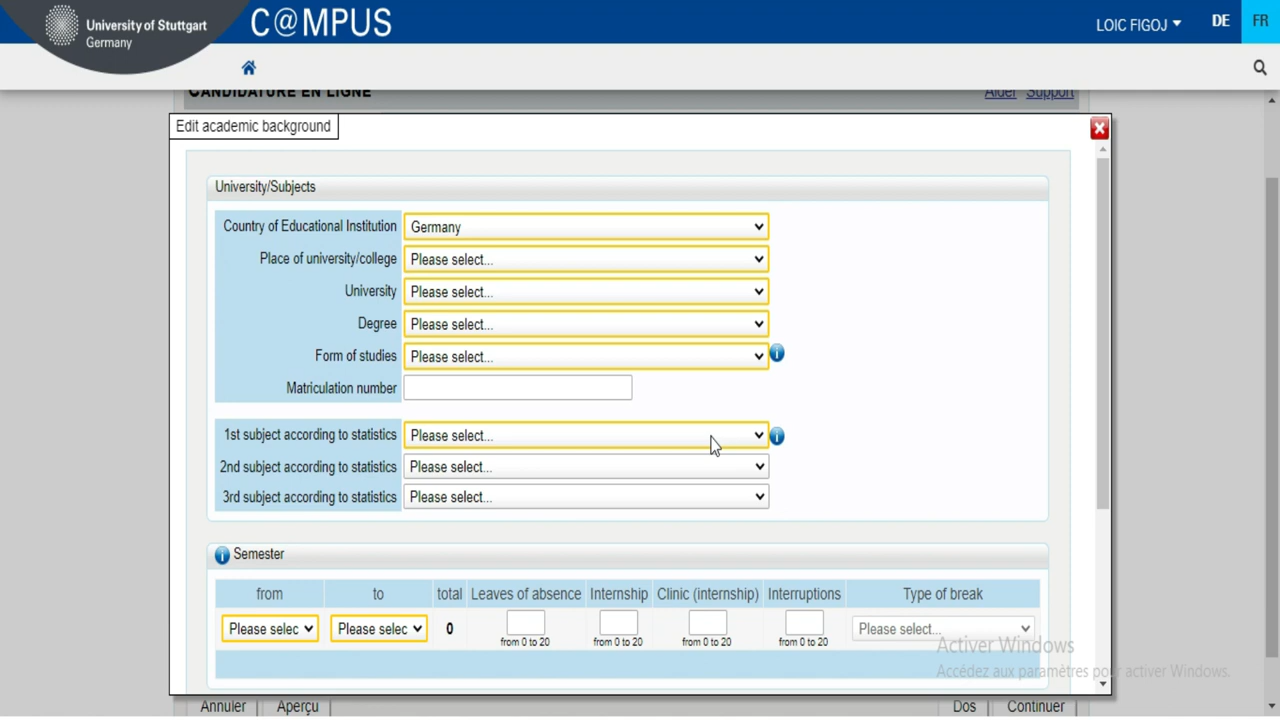 University of Stuttgart
Germany
C@MPUS
LOIC FIGOJ
DE
FR
CANDIDATURE EN LIGNE
Aider Support
Edit academic background
University/Subjects
Country of Educational Institution Germany
Place of university/college Please select...
University Please select...
Degree Please select...
Form of studies Please select...
Matriculation number
1st subject according to statistics Please select...
2nd subject according to statistics Please select...
3rd subject according to statistics Please select...
Semester
from to total Leaves of absence Internship Clinic (internship) Interruptions Type of break
Please selec Please selec 0 Please select...
from 0 to 20 from 0 to 20 from 0 to 20 from 0 to 20
Activer Windows
Accédez aux paramètres pour activer Windows.
Annuler Aperçu Dos Continuer